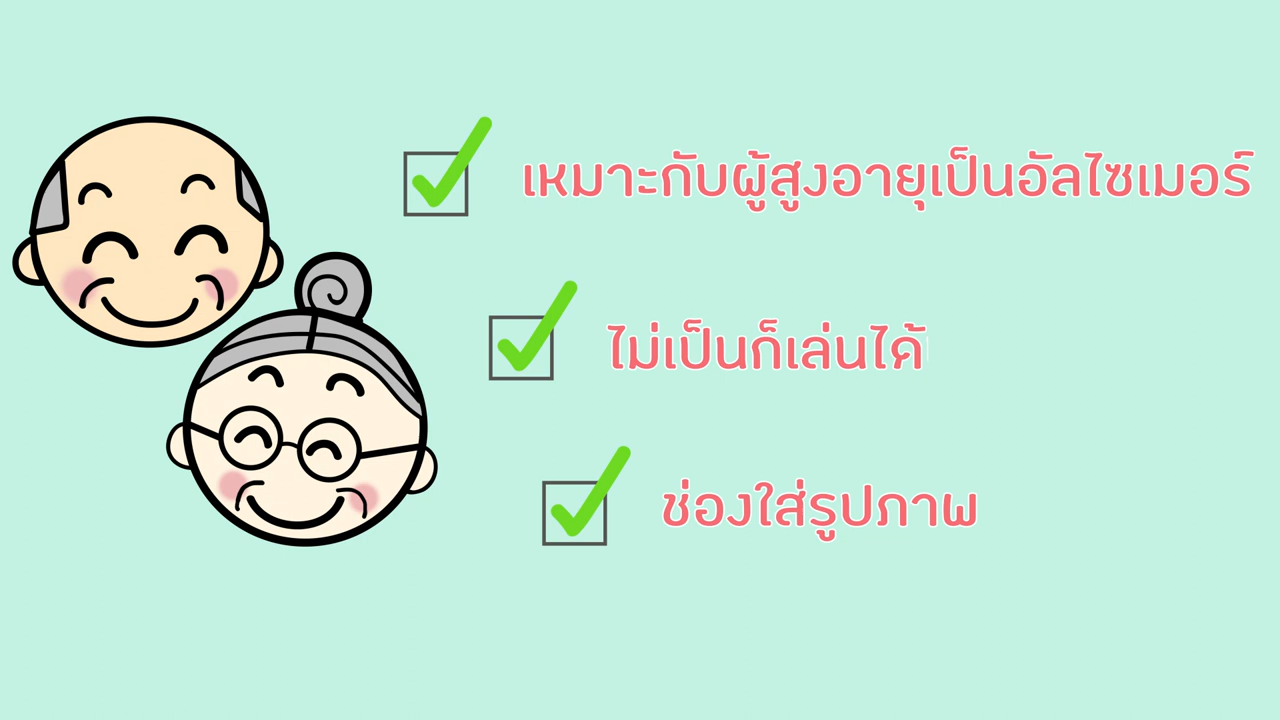 เหมาะกับผู้สูงอายุเป็นอัลไซเมอร์
ไม่เป็นก็เล่นได้
ช่องใส่รูปภาพ